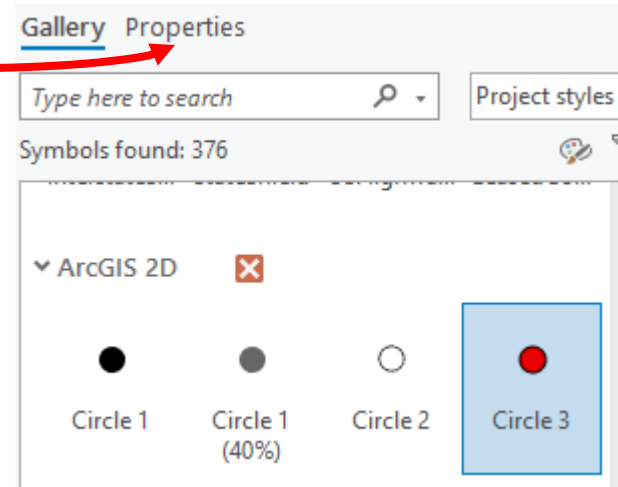 Gallery Properties
Type here to search Project styles
Symbols found: 376
ArcGIS 2D
Circle 1 Circle 1 Circle 2 Circle 3
(40%)